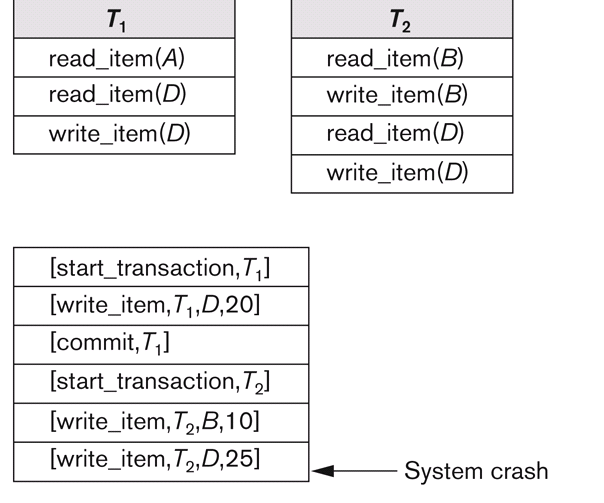 T1
read_item(A)
read_item(D)
write_item(D)
T2
read_item(B)
write_item(B)
read_item(D)
write_item(D)
[start_transaction,T1]
[write_item,T1,D,20]
[commit,T1]
[start_transaction,T2]
[write_item,T2,B,10]
[write_item,T2,D,25]
System crash